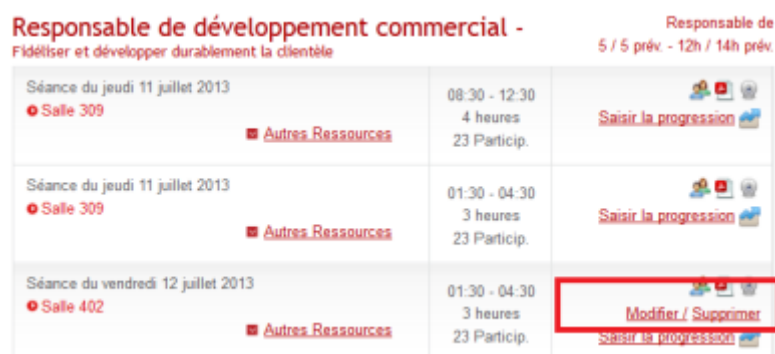 Responsable de développement commercial -
Responsable de
Fidéliser et développer durablement la clientèle
5 / 5 prév. - 12h / 14h prév.
Séance du jeudi 11 juillet 2013
Salle 309
Autres Ressources
08:30 - 12:30
4 heures
23 Particip.
Saisir la progression
Séance du jeudi 11 juillet 2013
Salle 309
Autres Ressources
01:30 - 04:30
3 heures
23 Particip.
Saisir la progression
Séance du vendredi 12 juillet 2013
Salle 402
Autres Ressources
01:30 - 04:30
3 heures
23 Particip.
Modifier / Supprimer
Saisir la progression